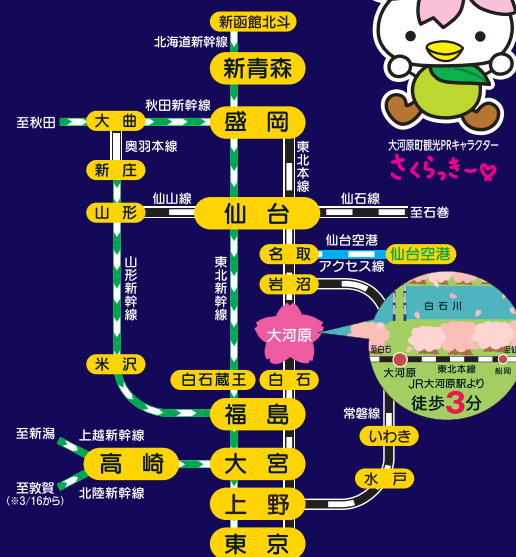 新函館北斗
北海道新幹線
新青森
秋田新幹線
至秋田
大曲
盛岡
大河原町観光PRキャラクター
さくらっきー
奥羽本線
東北本線
新庄
仙山線
仙石線
山形
仙台
至石巻
仙台空港
アクセス線
名取
仙台空港
岩沼
山形新幹線
東北新幹線
白石川
大河原
至白石
至仙
大河原
東北本線
船岡
JR大河原駅より
徒歩3分
米沢
白石蔵王
白石
福島
常磐線
いわき
至新潟
上越新幹線
高崎
大宮
水戸
至敦賀
(※3/16から)
北陸新幹線
上野
東京